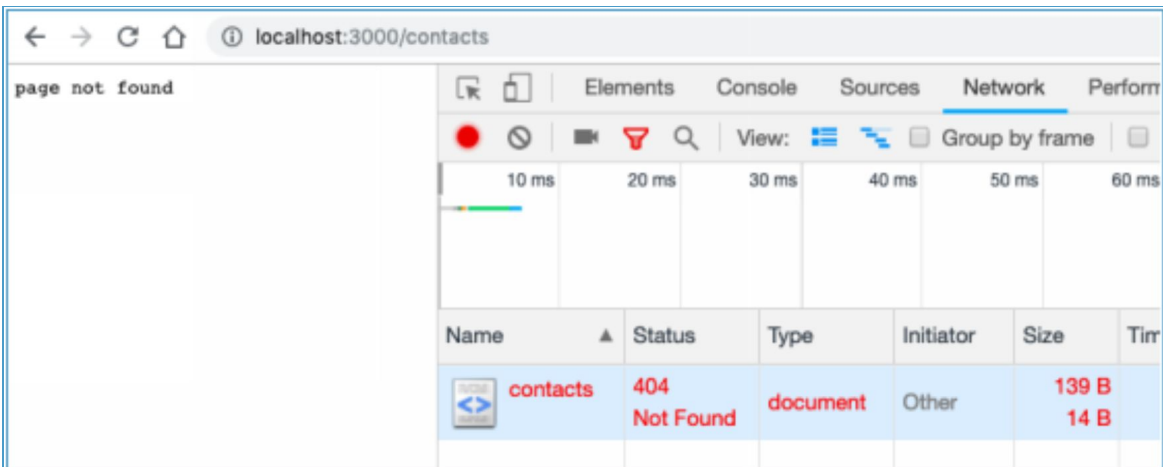 localhost:3000/contacts
page not found
Elements Console Sources Network Perform
View: Group by frame
10 ms 20 ms 30 ms 40 ms 50 ms 60 ms
Name Status Type Initiator Size Tim
contacts 404 document Other 139 B
Not Found 14 B